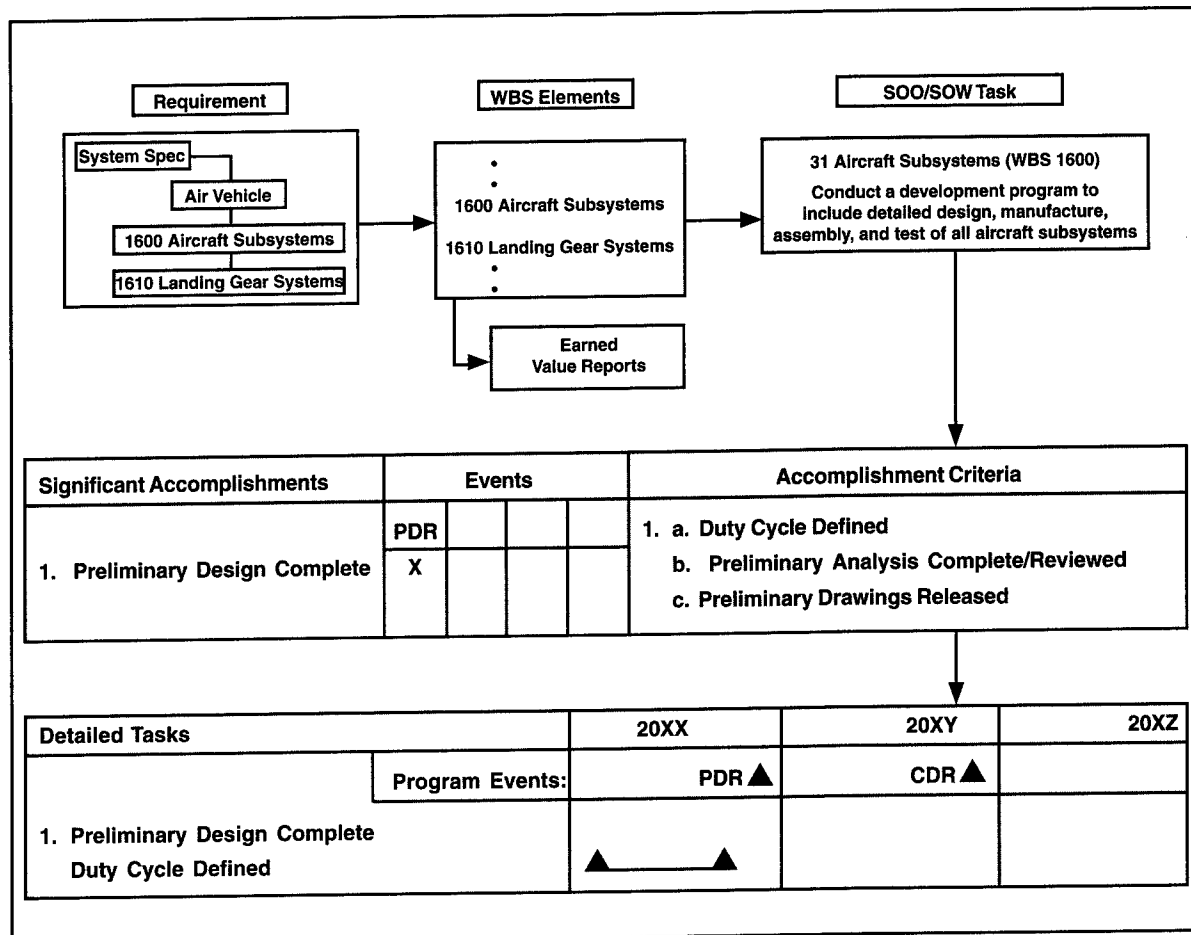 Requirement
WBS Elements
SOO/SOW Task
System Spec
Air Vehicle
1600 Aircraft Subsystems
1610 Landing Gear Systems
1600 Aircraft Subsystems
1610 Landing Gear Systems
31 Aircraft Subsystems (WBS 1600)
Conduct a development program to
include detailed design, manufacture,
assembly, and test of all aircraft subsystems
Earned
Value Reports
Significant Accomplishments
Events
Accomplishment Criteria
PDR
1. Preliminary Design Complete
X
1. a. Duty Cycle Defined
b. Preliminary Analysis Complete/Reviewed
c. Preliminary Drawings Released
Detailed Tasks
20XX
20XY
20XZ
Program Events:
PDR
CDR
1. Preliminary Design Complete
Duty Cycle Defined